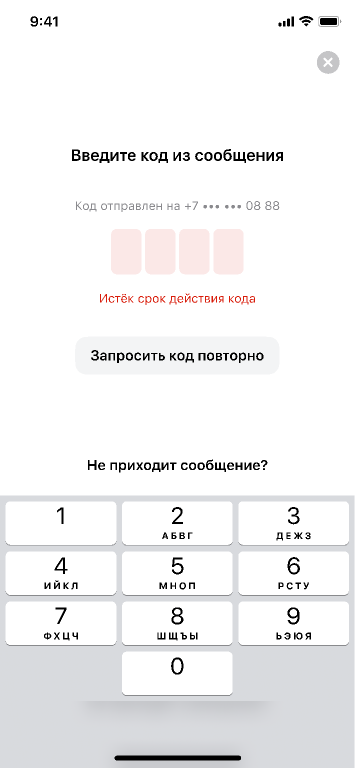 9:41
Введите код из сообщения
Код отправлен на +7 ••• ••• 08 88
Истёк срок действия кода
Запросить код повторно
Не приходит сообщение?
1 2 3
АБВГ ДЕЖЗ
4 5 6
ИЙКЛ МНОП РСТУ
7 8 9
ФХЦЧ ШЩЪЫ ЬЭЮЯ
0